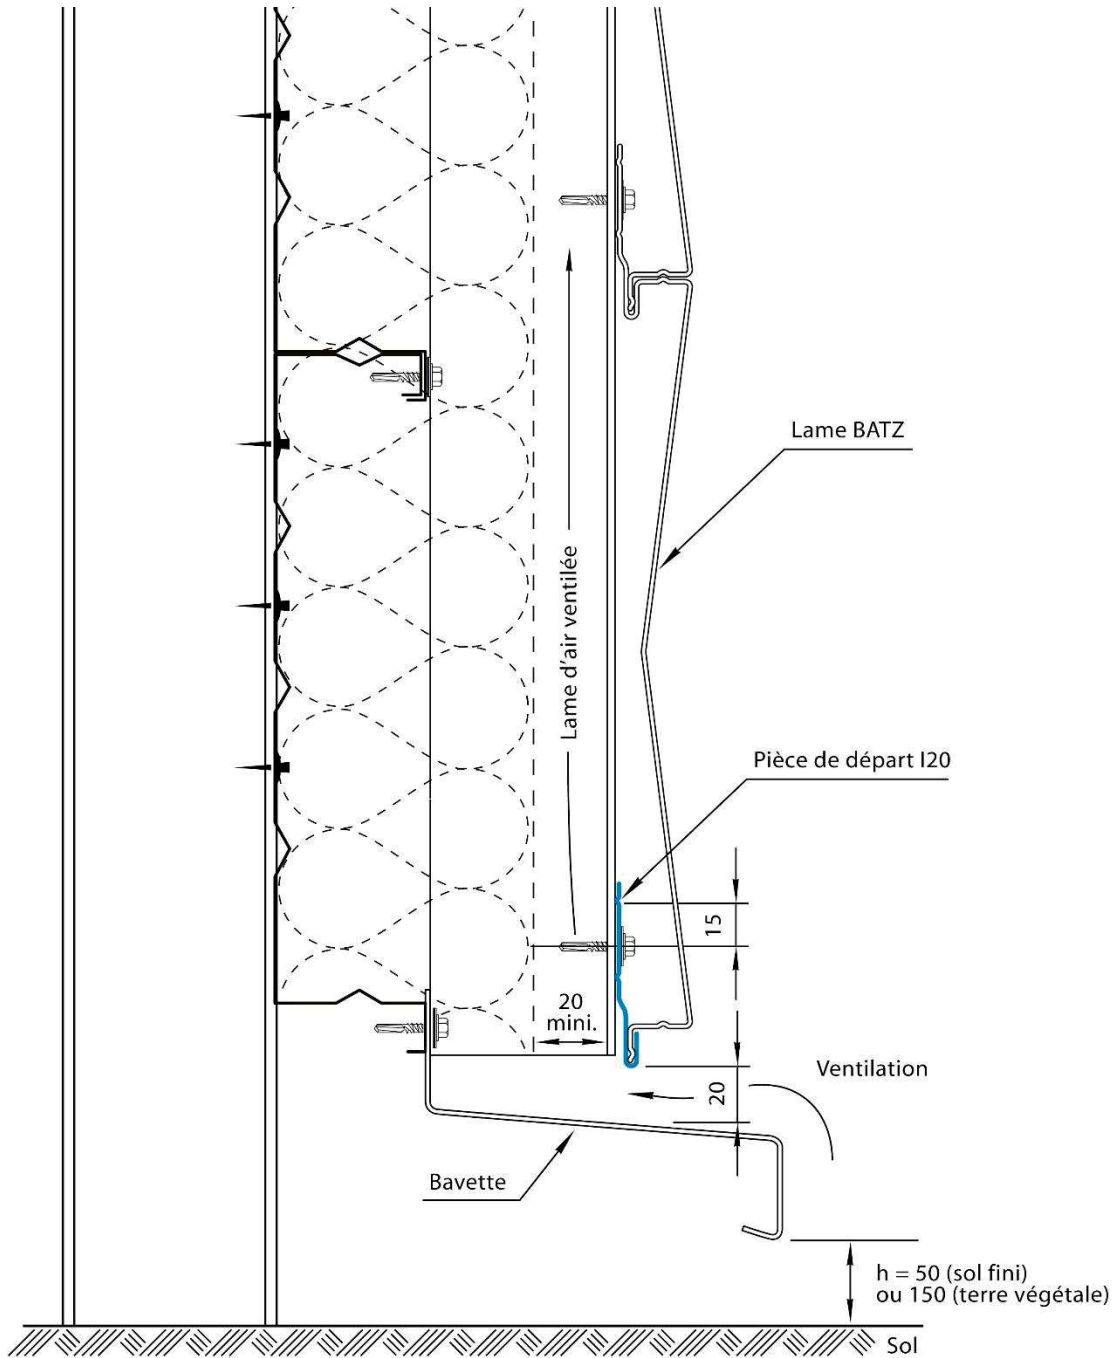 Lame BATZ
Lame d'air ventilée
Pièce de départ I20
15
20
mini.
Ventilation
20
Bavette
h = 50 (sol fini)
ou 150 (terre végétale)
Sol